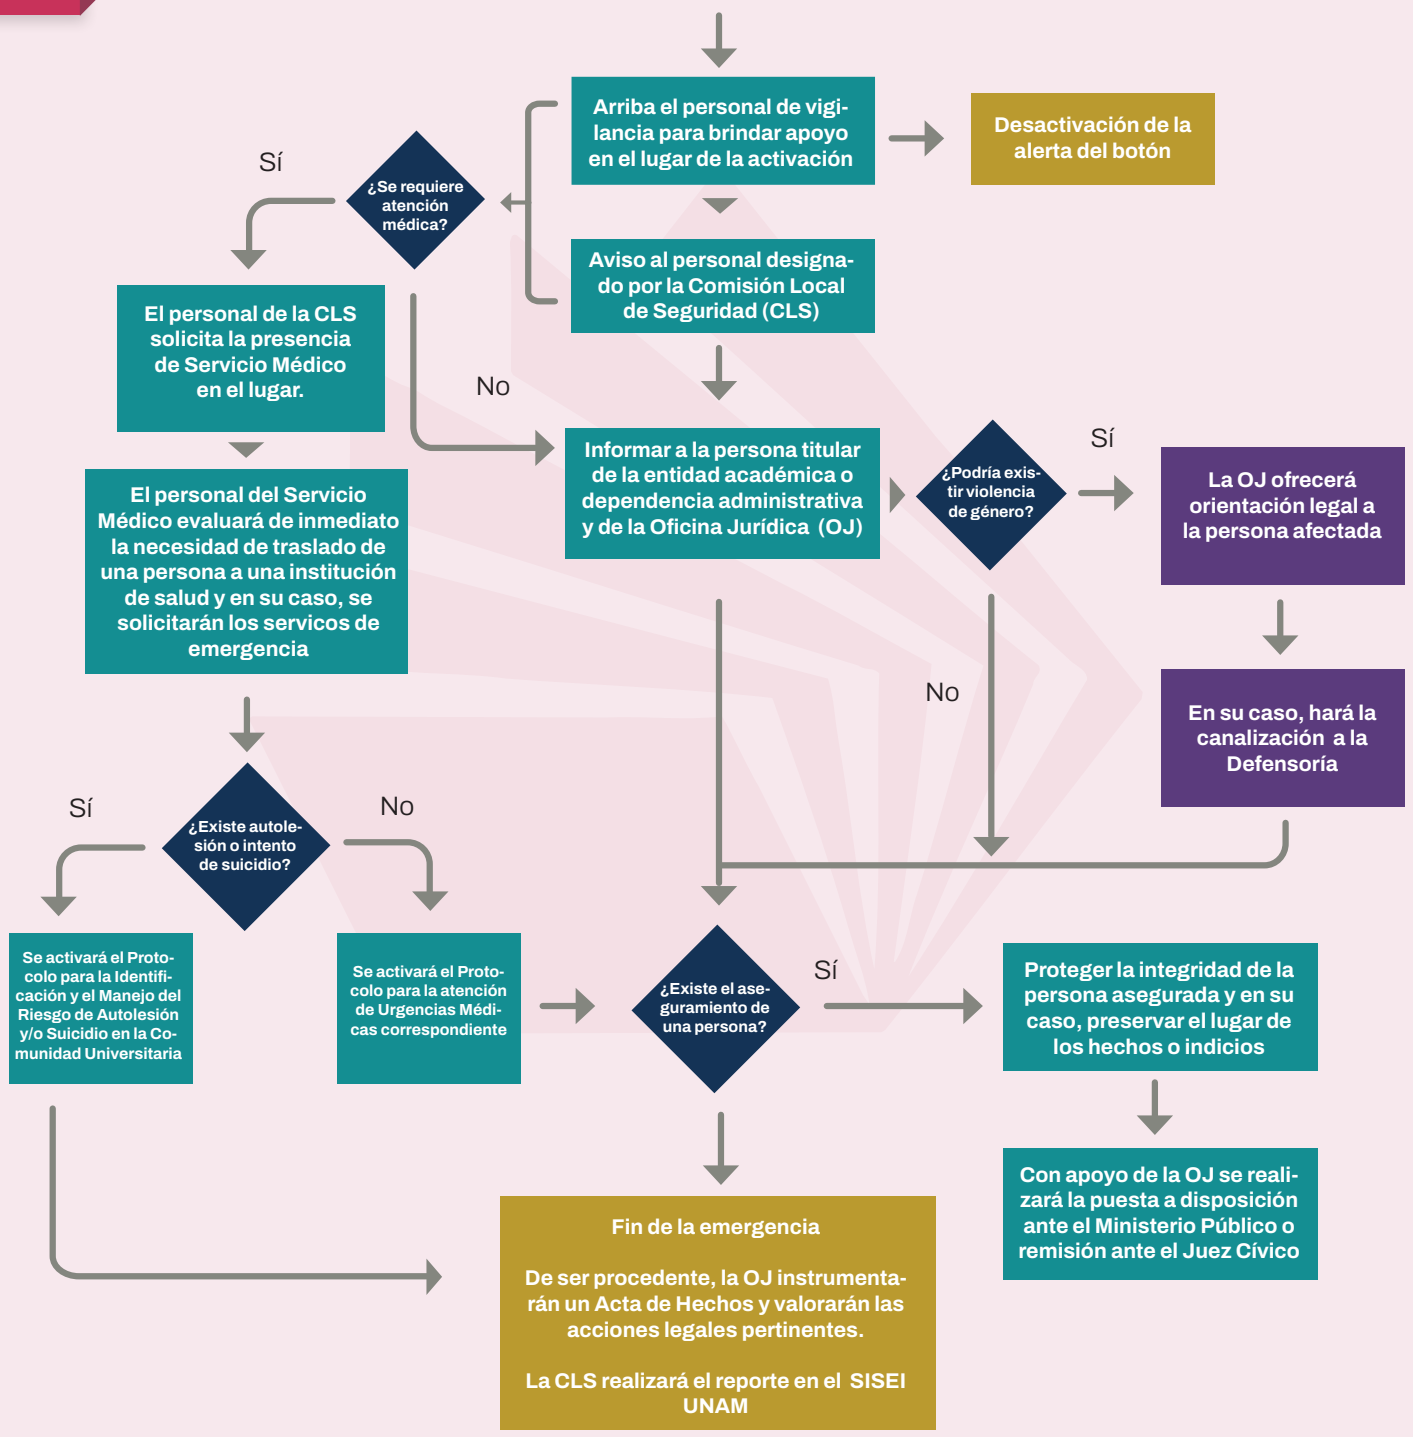 Arriba el personal de vigi-
lancia para brindar apoyo
en el lugar de la activación
Desactivación de la
alerta del botón
Sí
¿Se requiere
atención
médica?
Aviso al personal designa-
do por la Comisión Local
de Seguridad (CLS)
El personal de la CLS
solicita la presencia
de Servicio Médico
en el lugar.
No
Informar a la persona titular
de la entidad académica o
dependencia administrativa
y de la Oficina Jurídica (OJ)
¿Podría exis-
tir violencia
de género?
Sí
La OJ ofrecerá
orientación legal a
la persona afectada
El personal del Servicio
Médico evaluará de inmediato
la necesidad de traslado de
una persona a una institución
de salud y en su caso, se
solicitarán los servicos de
emergencia
No
En su caso, hará la
canalización a la
Defensoría
Sí
¿Existe autole-
sión o intento
de suicidio?
No
Se activará el Proto-
colo para la Identifi-
cación y el Manejo del
Riesgo de Autolesión
y/o Suicidio en la Co-
munidad Universitaria
Se activará el Proto-
colo para la atención
de Urgencias Médi-
cas correspondiente
¿Existe el ase-
guramiento de
una persona?
Sí
Proteger la integridad de la
persona asegurada y en su
caso, preservar el lugar de
los hechos o indicios
Con apoyo de la OJ se reali-
zará la puesta a disposición
ante el Ministerio Público o
remisión ante el Juez Cívico
Fin de la emergencia
De ser procedente, la OJ instrumenta-
rán un Acta de Hechos y valorarán las
acciones legales pertinentes.
La CLS realizará el reporte en el SISEI
UNAM